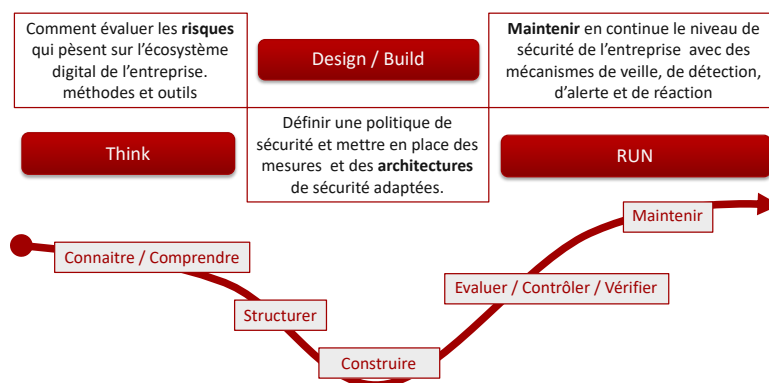 Comment évaluer les risques
qui pèsent sur l'écosystème
digital de l'entreprise.
méthodes et outils
Think
Design / Build
Définir une politique de
sécurité et mettre en place des
mesures et des architectures
de sécurité adaptées.
Maintenir en continue le niveau de
sécurité de l'entreprise avec des
mécanismes de veille, de détection,
d'alerte et de réaction
RUN
Connaitre / Comprendre
Structurer
Construire
Evaluer / Contrôler / Vérifier
Maintenir